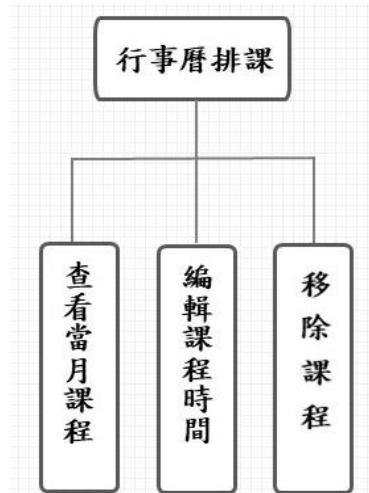 行事曆排課
查看當月課程
編輯課程時間
移除課程